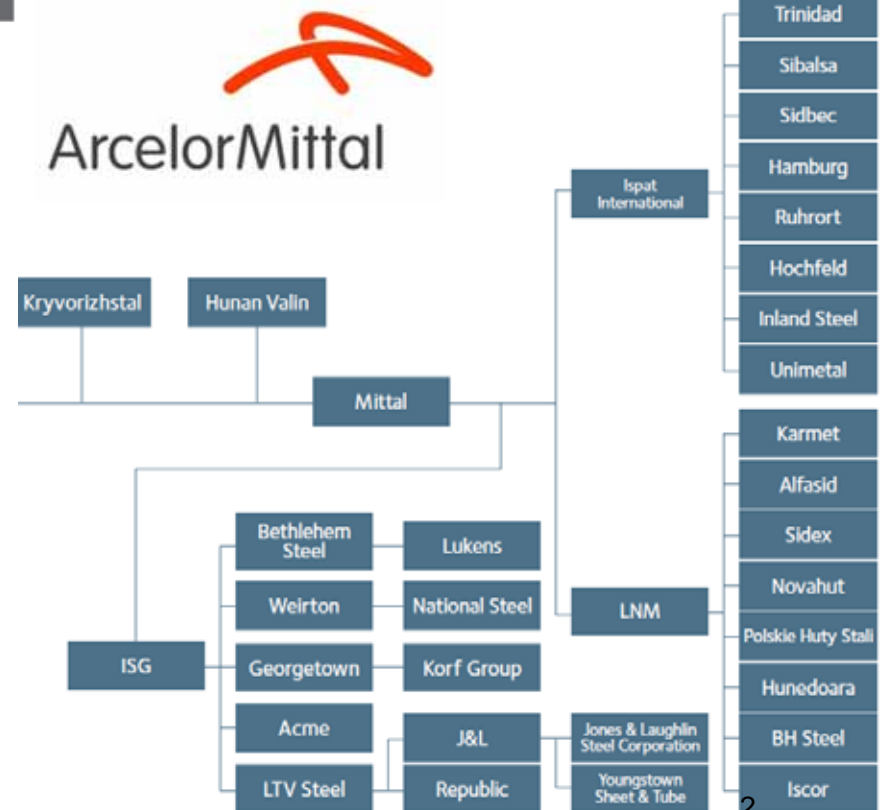 ArcelorMittal
Trinidad
Sibalsa
Sidbec
Hamburg
Ispat
International
Ruhrort
Hochfeld
Kryvorizhstal
Hunan Valin
Inland Steel
Unimetal
Mittal
Karmet
Alfasid
Bethlehem
Steel
Lukens
Sidex
Novahut
Weirton
National Steel
LNM
Polskie Huty Stali
ISG
Georgetown
Korf Group
Hunedoara
Acme
J&L
Jones & Laughlin
Steel Corporation
BH Steel
LTV Steel
Republic
Youngstown
Sheet & Tube
Iscor
2